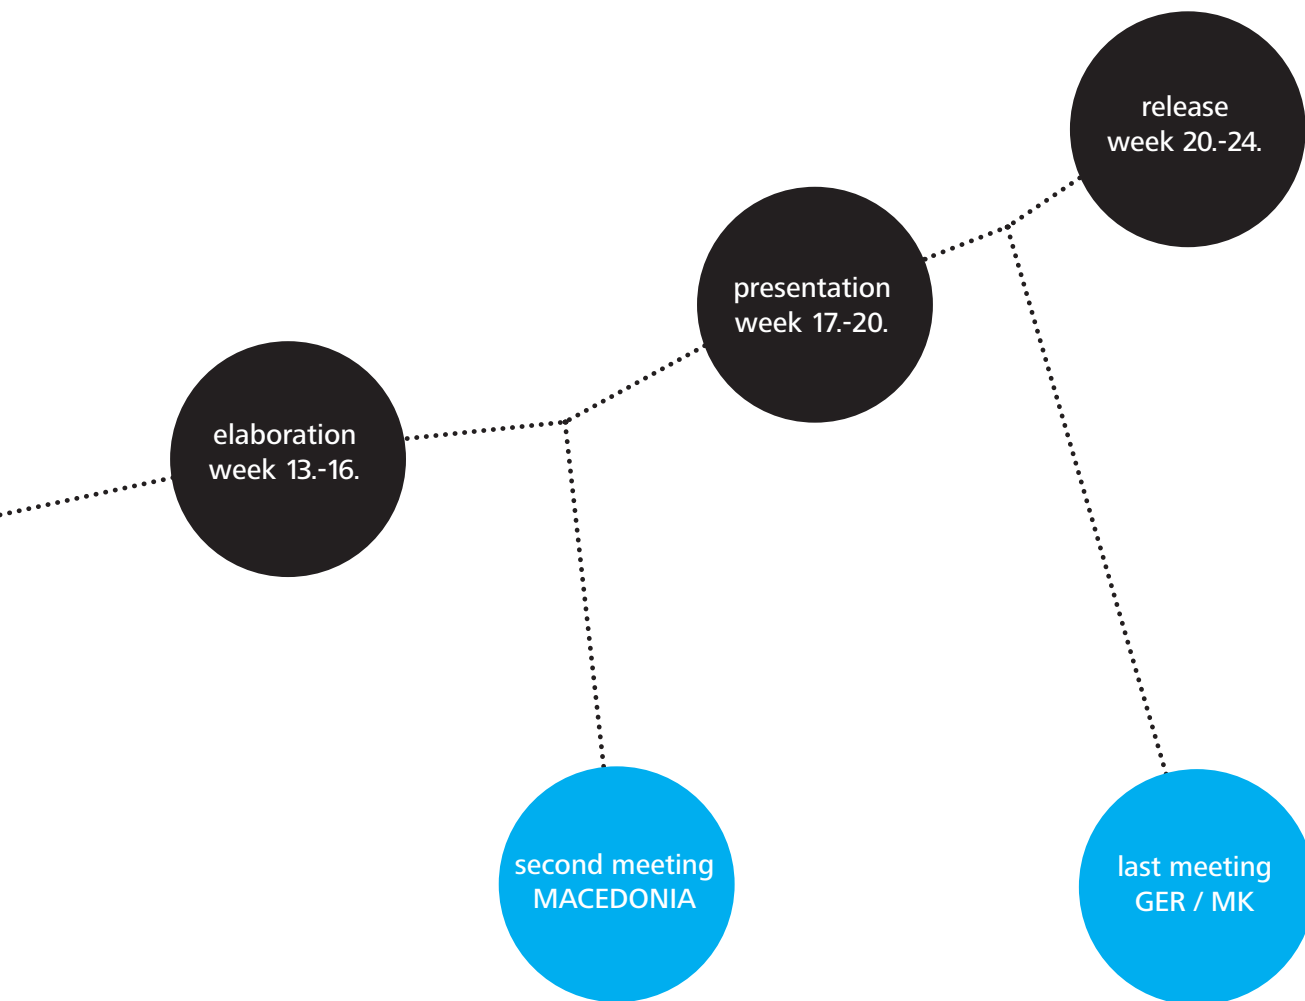 release
week 20.-24.
presentation
week 17.-20.
elaboration
week 13.-16.
second meeting
MACEDONIA
last meeting
GER / MK